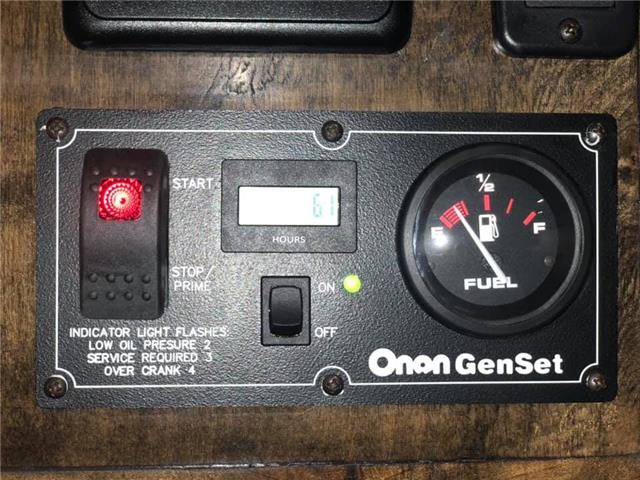 START
STOP/
PRIME
INDICATOR LIGHT FLASHES:
LOW OIL PRESURE 2
SERVICE REQUIRED 3
OVER CRANK 4
61
HOURS
ON
OFF
1/2
E
F
FUEL
Onan GenSet